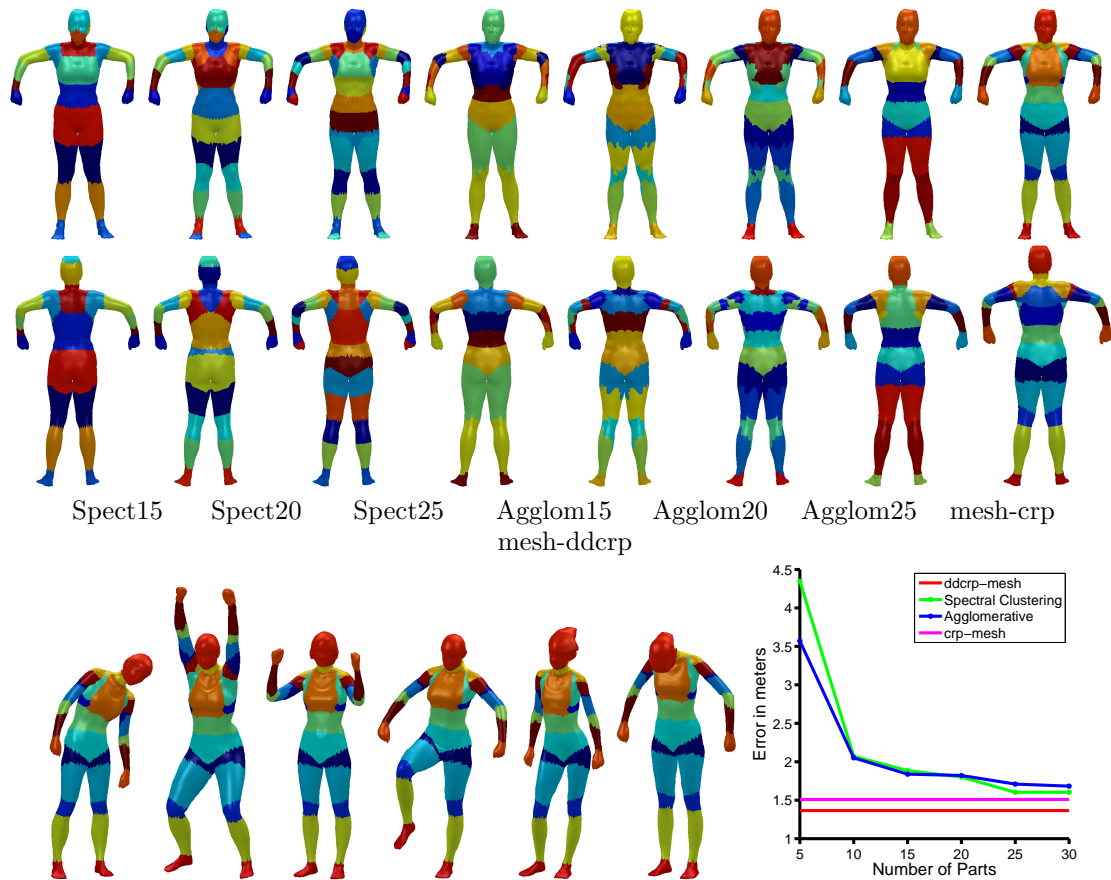 Spect15 Spect20 Spect25 Agglom15 Agglom20 Agglom25 mesh-crp
mesh-ddcrp
4.5
4
3.5
3
2.5
2
1.5
1
Error in meters
ddcrp−mesh
Spectral Clustering
Agglomerative
crp−mesh
5 10 15 20 25 30
Number of Parts